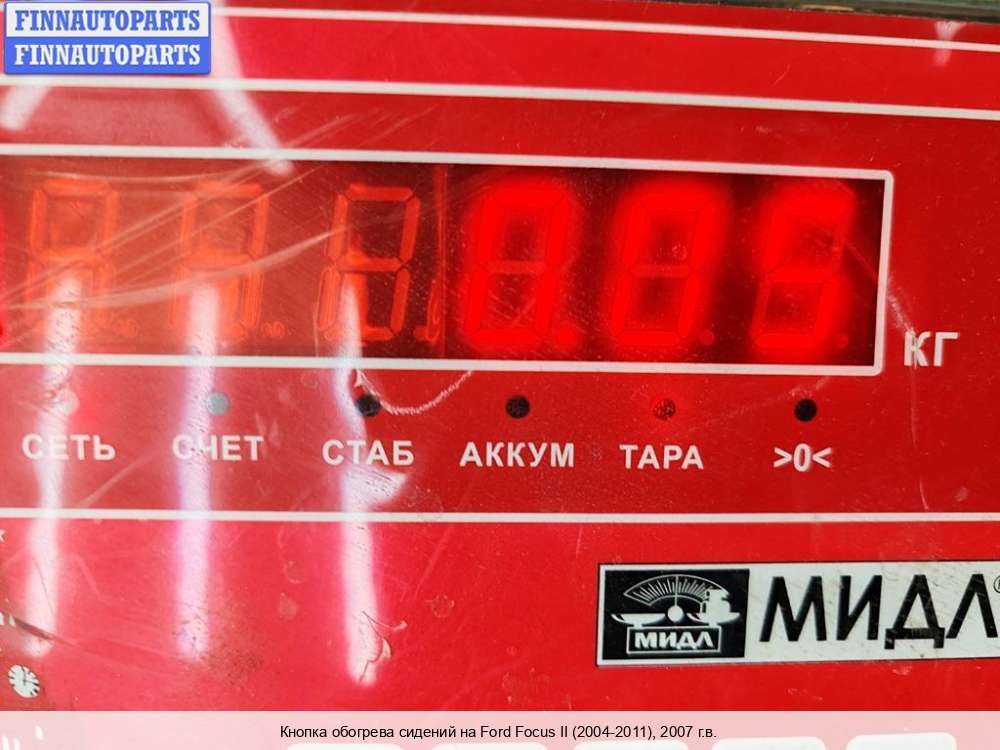 FINNAUTOPARTS
FINNAUTOPARTS
0.05
КГ
СЕТЬ СЧЕТ СТАБ АККУМ ТАРА >0<
МИДЛ МИДЛ®
Кнопка обогрева сидений на Ford Focus II (2004-2011), 2007 г.в.